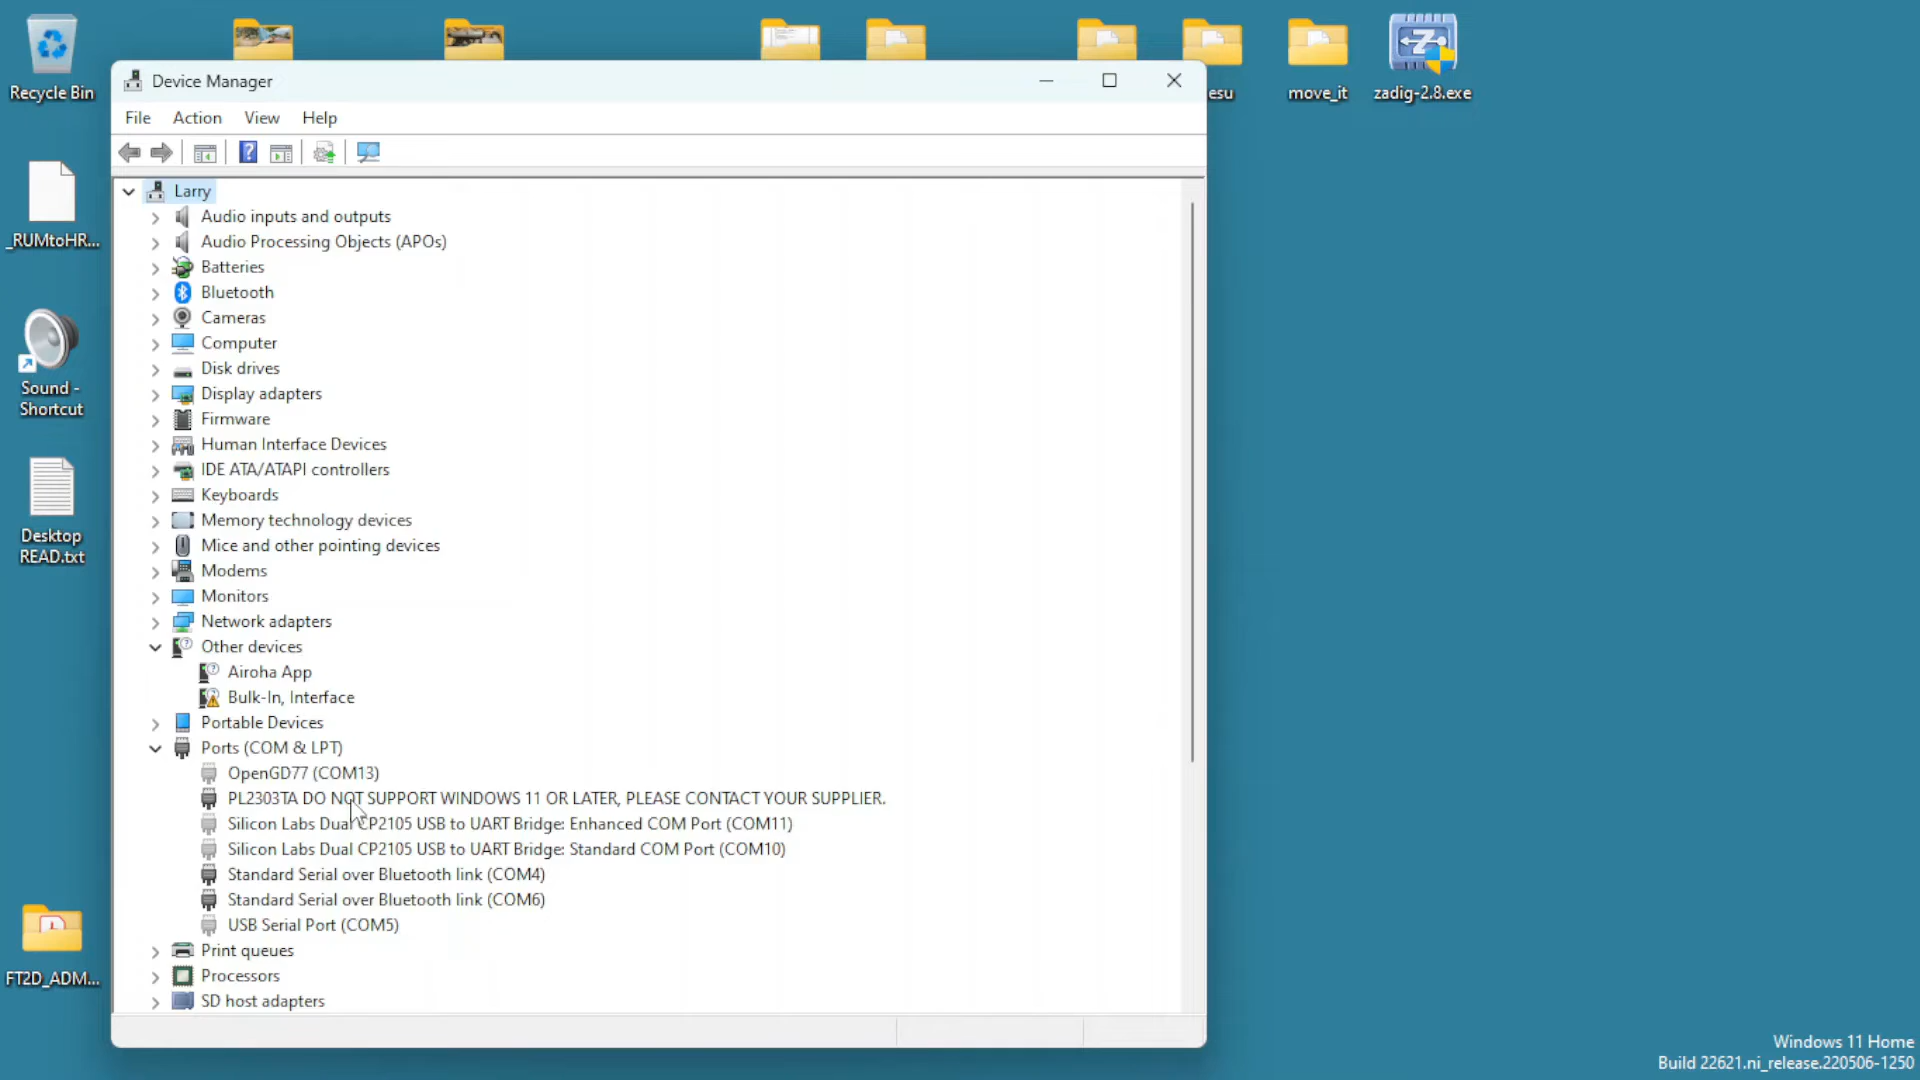 Recycle Bin
esu
move_it
zadig-2.8.exe
Device Manager
File Action View Help
Larry
Audio inputs and outputs
Audio Processing Objects (APOs)
Batteries
Bluetooth
Cameras
Computer
Disk drives
Display adapters
Firmware
Human Interface Devices
IDE ATA/ATAPI controllers
Keyboards
Memory technology devices
Mice and other pointing devices
Modems
Monitors
Network adapters
Other devices
Airoha App
Bulk-In, Interface
Portable Devices
Ports (COM & LPT)
OpenGD77 (COM13)
PL2303TA DO NOT SUPPORT WINDOWS 11 OR LATER, PLEASE CONTACT YOUR SUPPLIER.
Silicon Labs Dual CP2105 USB to UART Bridge: Enhanced COM Port (COM11)
Silicon Labs Dual CP2105 USB to UART Bridge: Standard COM Port (COM10)
Standard Serial over Bluetooth link (COM4)
Standard Serial over Bluetooth link (COM6)
USB Serial Port (COM5)
Print queues
Processors
SD host adapters
_RUMtoHR...
Sound -
Shortcut
Desktop
READ.txt
FT2D_ADM...
Windows 11 Home
Build 22621.ni_release.220506-1250